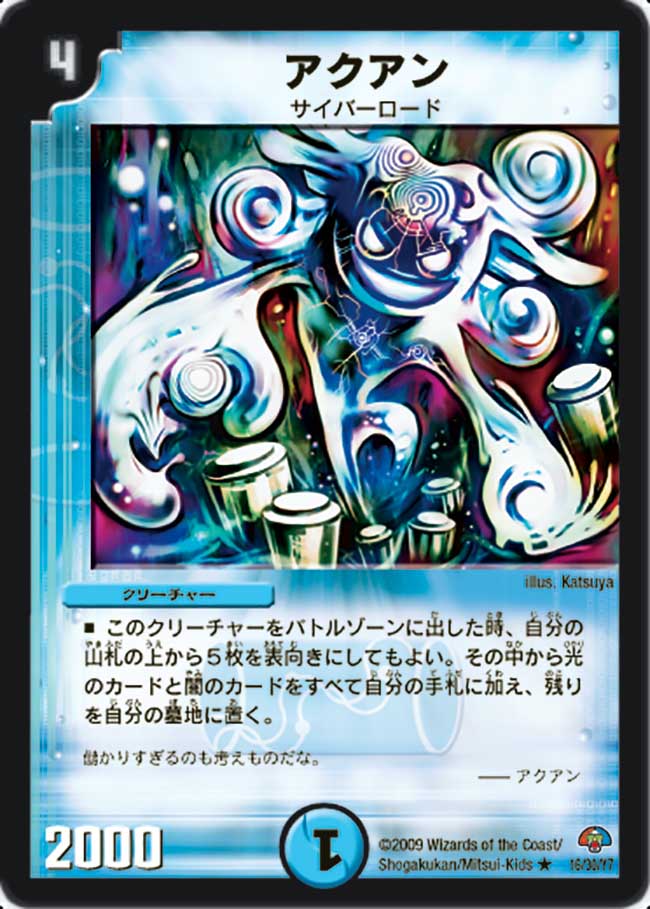 4
アクアン
サイバーロード
illus. Katsuya
クリーチャー
■ このクリーチャーをバトルゾーンに出した時、自分の
山札の上から5枚を表向きにしてもよい。その中から光
のカードと闇のカードをすべて自分の手札に加え、残り
を自分の墓地に置く。
儲かりすぎるのも考えものだな。
―― アクアン
2000
1
©2009 Wizards of the Coast/
Shogakukan/Mitsui-Kids ★ 16/30/Y7